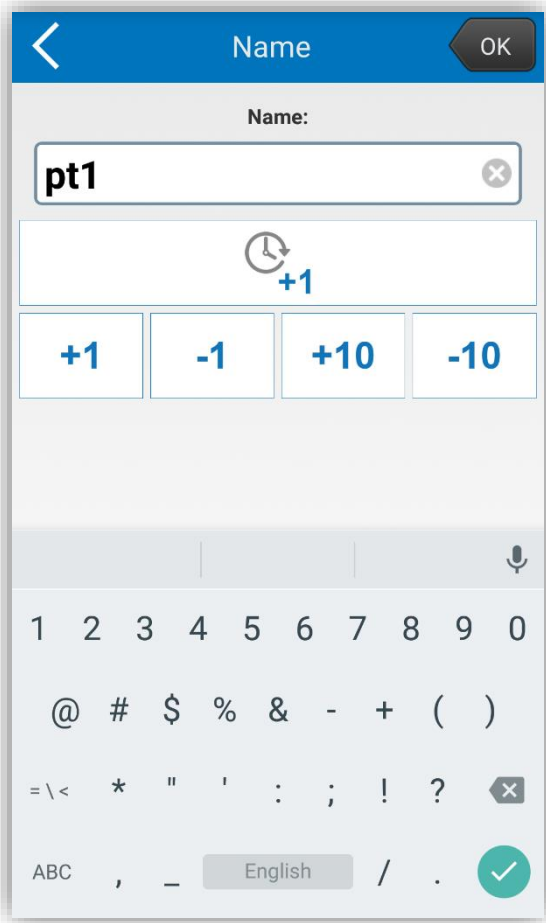 Name OK
Name:
pt1
+1
+1 -1 +10 -10
1 2 3 4 5 6 7 8 9 0
@ # $ % & - + ( )
= \ < * " ' : ; ! ?
ABC , _ English / .